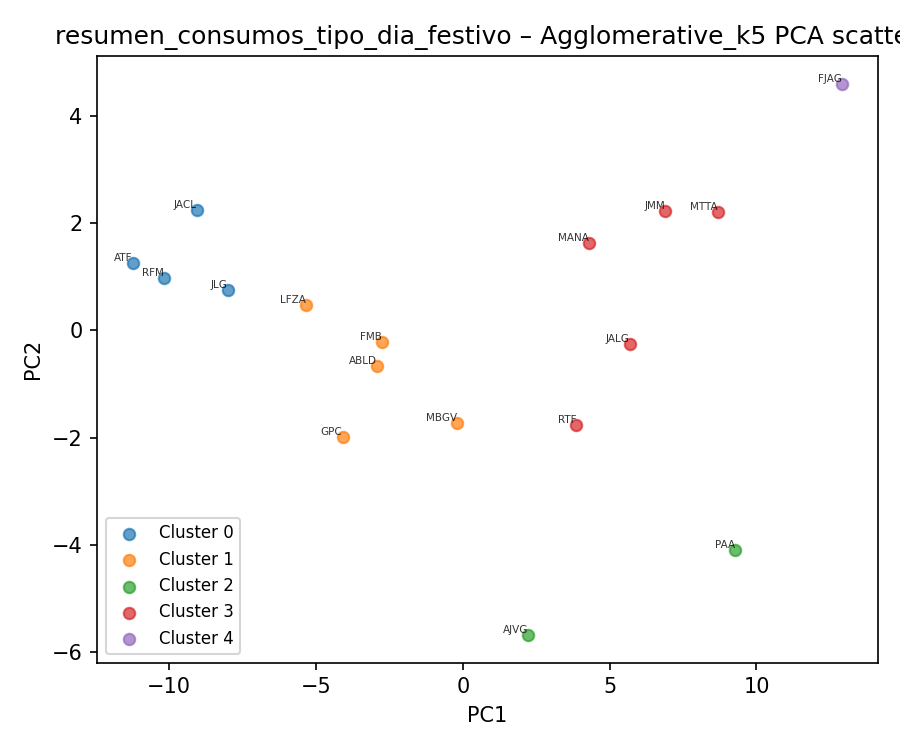 resumen_consumos_tipo_dia_festivo – Agglomerative_k5 PCA scatte
FJAG
4
JACL
JMM
MTTA
2
MANA
ATF
RFM
JLG
LFZA
PC2
0
FMB
JALG
ABLD
MBGV
RTF
−2
GPC
Cluster 0
PAA
−4
Cluster 1
Cluster 2
Cluster 3
AJVG
Cluster 4
−6
−10
−5
0
5
10
PC1